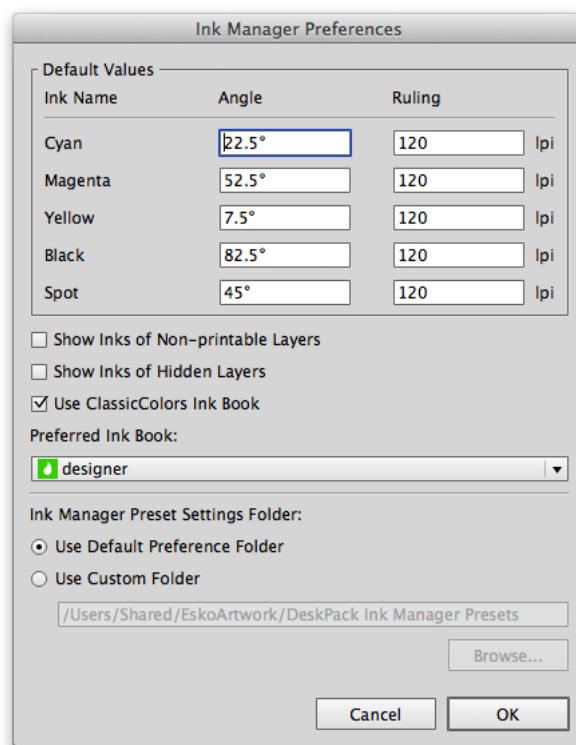 Ink Manager Preferences
Default Values
Ink Name Angle Ruling
Cyan 22.5° 120 lpi
Magenta 52.5° 120 lpi
Yellow 7.5° 120 lpi
Black 82.5° 120 lpi
Spot 45° 120 lpi
Show Inks of Non-printable Layers
Show Inks of Hidden Layers
Use ClassicColors Ink Book
Preferred Ink Book:
designer
Ink Manager Preset Settings Folder:
Use Default Preference Folder
Use Custom Folder
/Users/Shared/EskoArtwork/DeskPack Ink Manager Presets
Browse...
Cancel OK